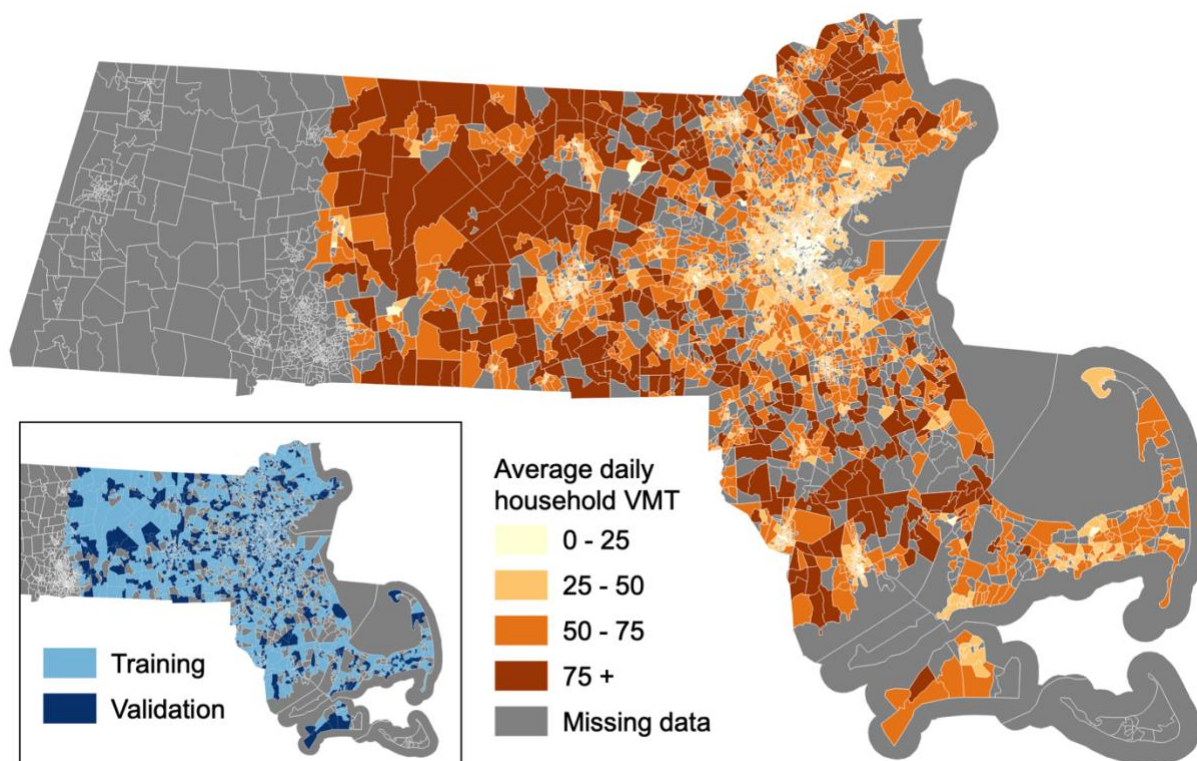 Average daily
household VMT
0 - 25
25 - 50
50 - 75
75 +
Missing data
Training
Validation